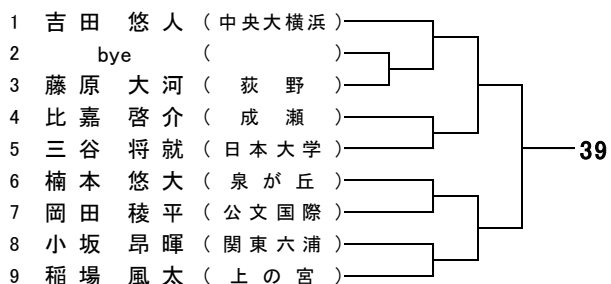 1 吉田 悠人 (中央大横浜)
2 bye ( )
3 藤原 大河 (荻野)
4 比嘉 啓介 (成瀬)
5 三谷 将就 (日本大学)
6 楠本 悠大 (泉が丘)
7 岡田 稜平 (公文国際)
8 小坂 昂暉 (関東六浦)
9 稲場 風太 (上の宮)
39